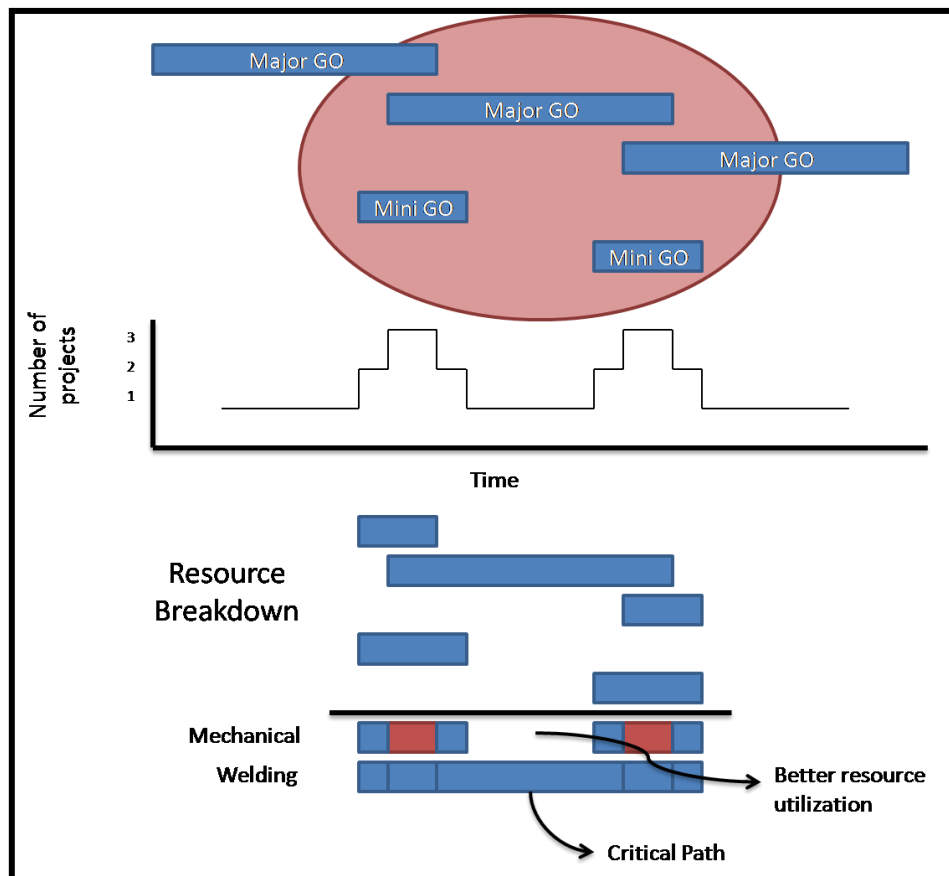 Major GO
Major GO
Major GO
Mini GO
Mini GO
Number of
projects
3
2
1
Time
Resource
Breakdown
Mechanical
Welding
Better resource
utilization
Critical Path